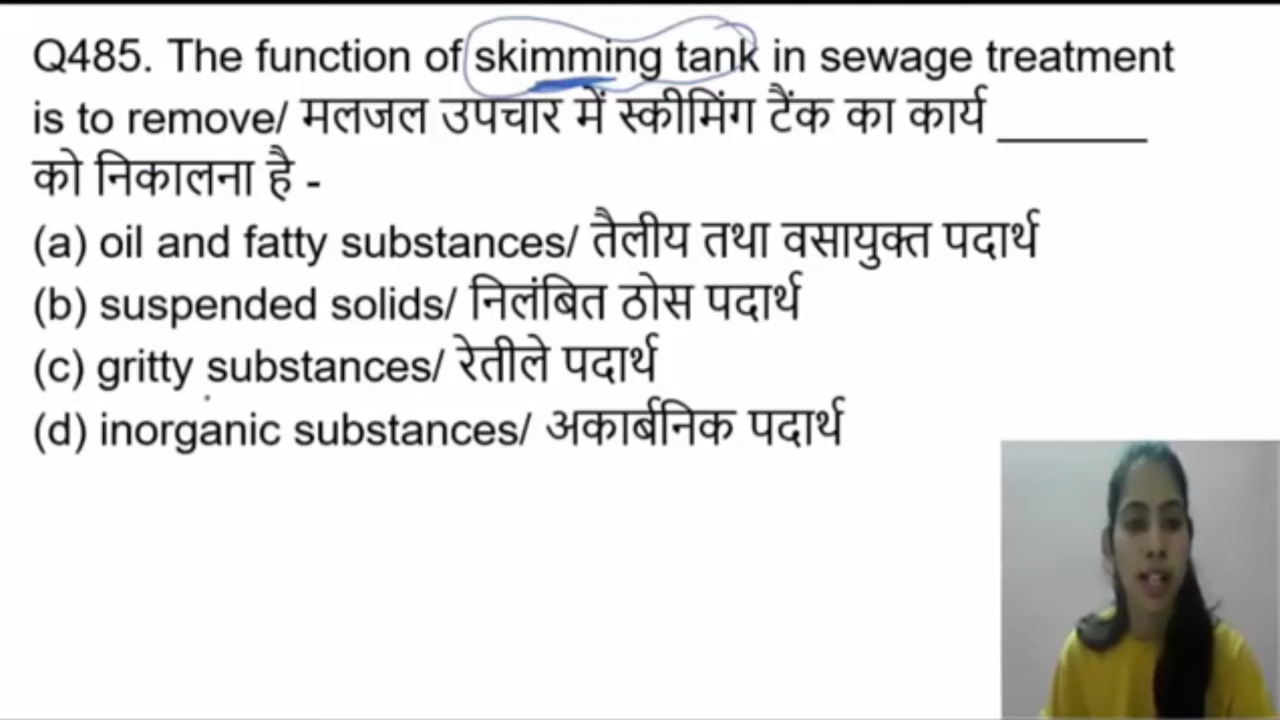 Q485. The function of skimming tank in sewage treatment
is to remove/ मलजल उपचार में स्कीमिंग टैंक का कार्य ______
को निकालना है -
(a) oil and fatty substances/ तैलीय तथा वसायुक्त पदार्थ
(b) suspended solids/ निलंबित ठोस पदार्थ
(c) gritty substances/ रेतीले पदार्थ
(d) inorganic substances/ अकार्बनिक पदार्थ